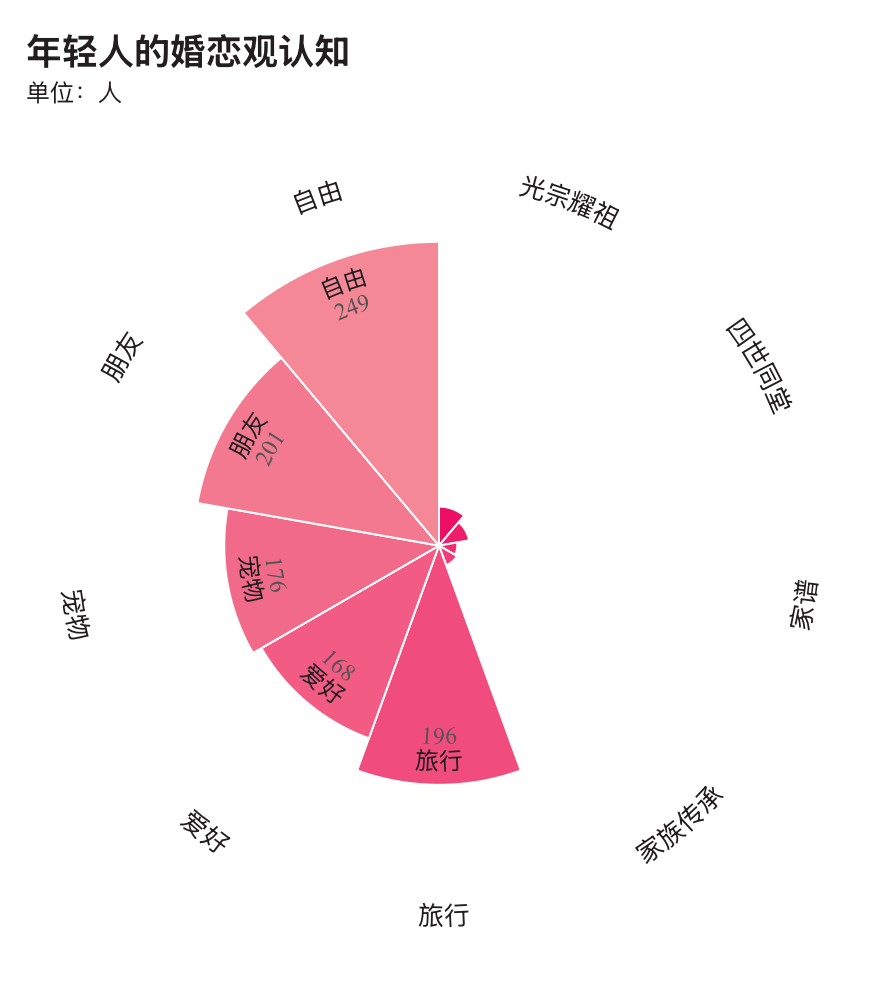 年轻人的婚恋观认知
单位：人
自由
光宗耀祖
四世同堂
家谱
家族传承
旅行
爱好
宠物
朋友
自由
249
朋友
201
176
宠物
168
爱好
196
旅行